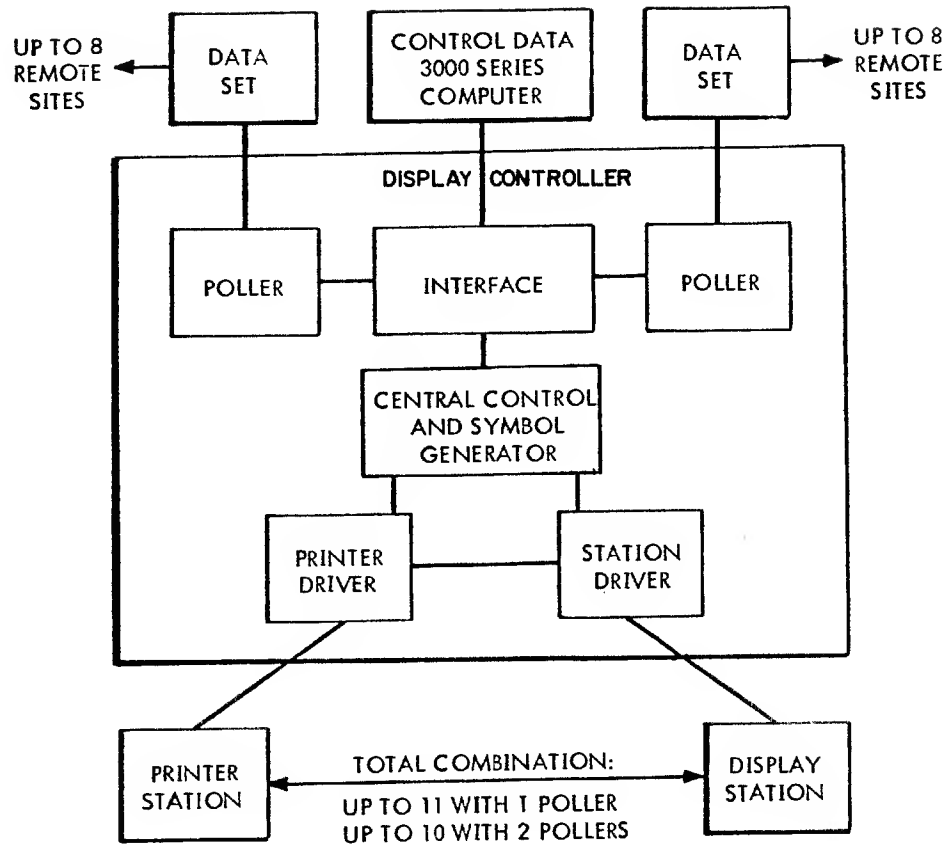 UP TO 8
REMOTE
SITES
DATA
SET
CONTROL DATA
3000 SERIES
COMPUTER
DATA
SET
UP TO 8
REMOTE
SITES
DISPLAY CONTROLLER
POLLER
INTERFACE
POLLER
CENTRAL CONTROL
AND SYMBOL
GENERATOR
PRINTER
DRIVER
STATION
DRIVER
PRINTER
STATION
TOTAL COMBINATION:
UP TO 11 WITH 1 POLLER
UP TO 10 WITH 2 POLLERS
DISPLAY
STATION